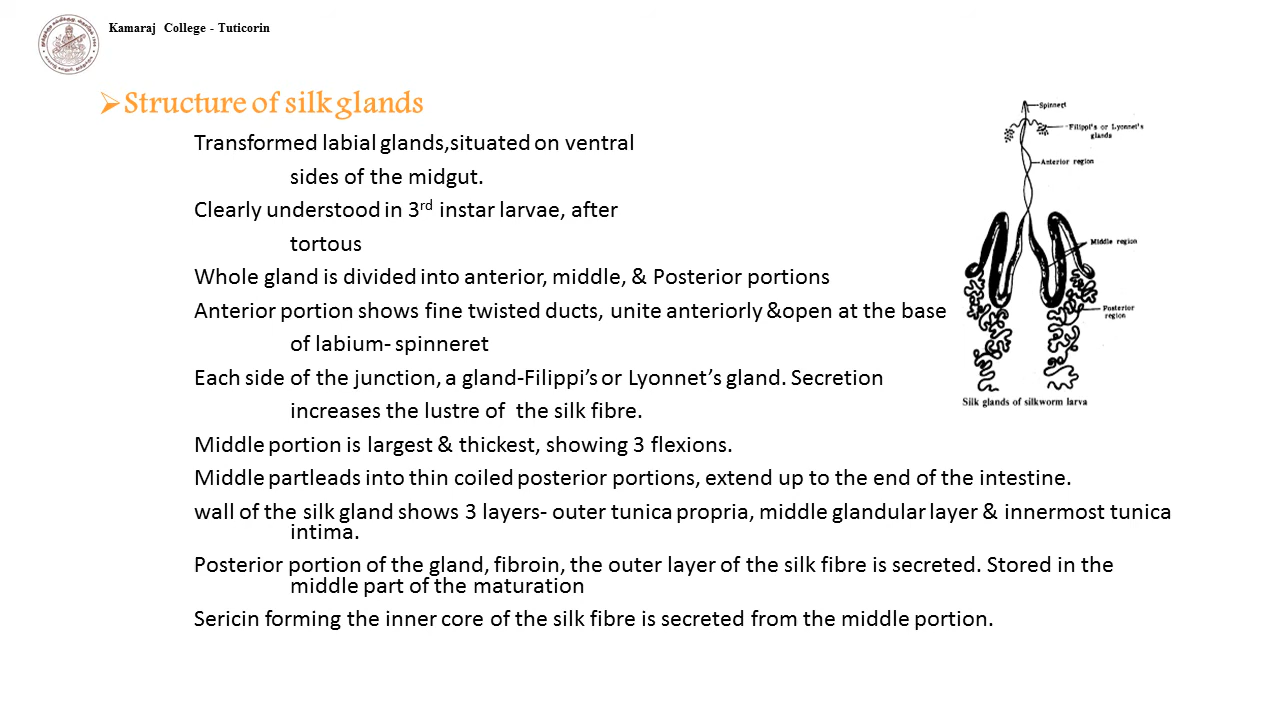 Kamaraj College - Tuticorin
➢Structure of silk glands
Transformed labial glands,situated on ventral
sides of the midgut.
Clearly understood in 3rd instar larvae, after
tortous
Whole gland is divided into anterior, middle, & Posterior portions
Anterior portion shows fine twisted ducts, unite anteriorly &open at the base
of labium- spinneret
Each side of the junction, a gland-Filippi’s or Lyonnet’s gland. Secretion
increases the lustre of the silk fibre.
Middle portion is largest & thickest, showing 3 flexions.
Middle partleads into thin coiled posterior portions, extend up to the end of the intestine.
wall of the silk gland shows 3 layers- outer tunica propria, middle glandular layer & innermost tunica
intima.
Posterior portion of the gland, fibroin, the outer layer of the silk fibre is secreted. Stored in the
middle part of the maturation
Sericin forming the inner core of the silk fibre is secreted from the middle portion.
Spinneret
Filippi's or Lyonnet's
glands
Anterior region
Middle region
Posterior
region
Silk glands of silkworm larva